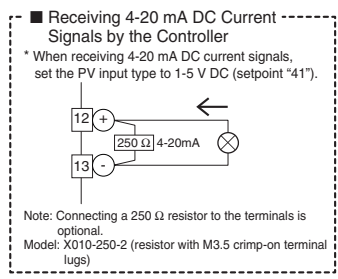 ■ Receiving 4-20 mA DC Current
Signals by the Controller
* When receiving 4-20 mA DC current signals,
set the PV input type to 1-5 V DC (setpoint “41”).
12 +
250 Ω 4-20mA
13 -
Note: Connecting a 250 Ω resistor to the terminals is
optional.
Model: X010-250-2 (resistor with M3.5 crimp-on terminal
lugs)